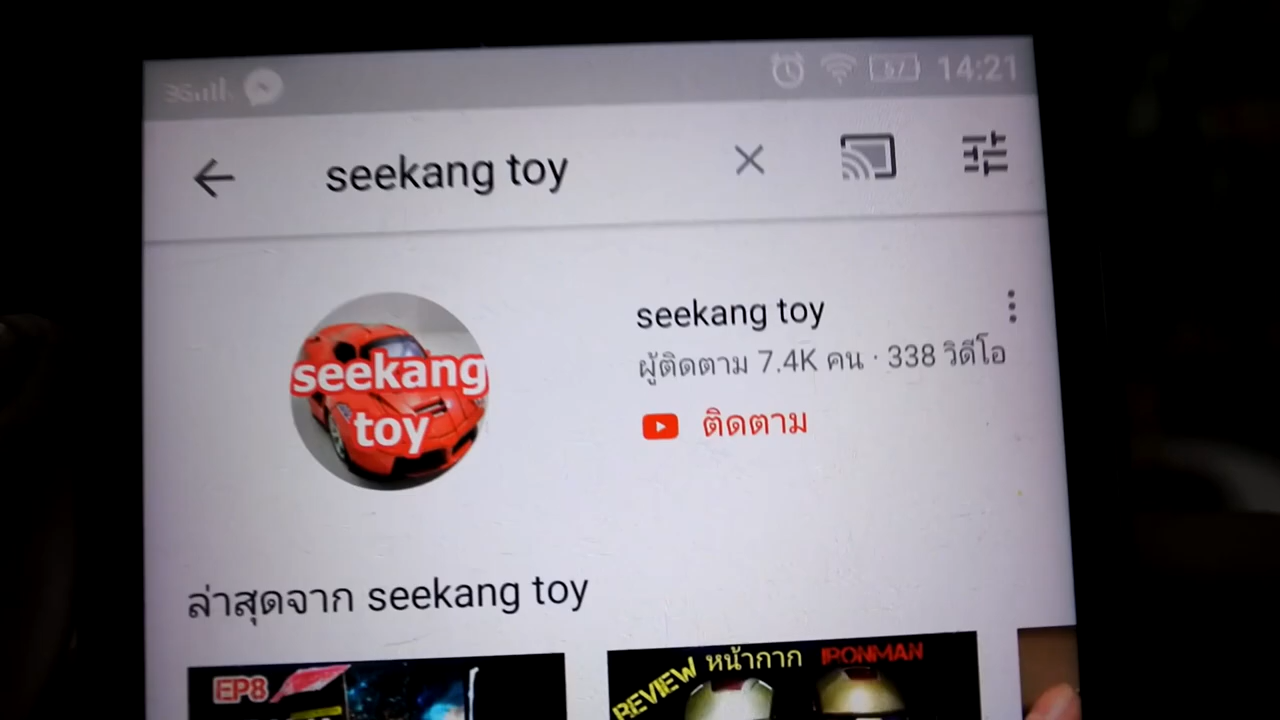 3G 57 14:21
seekang toy
seekang
toy
seekang toy
ผู้ติดตาม 7.4K คน · 338 วิดีโอ
ติดตาม
ล่าสุดจาก seekang toy
EP8
REVIEW หน้ากาก IRONMAN